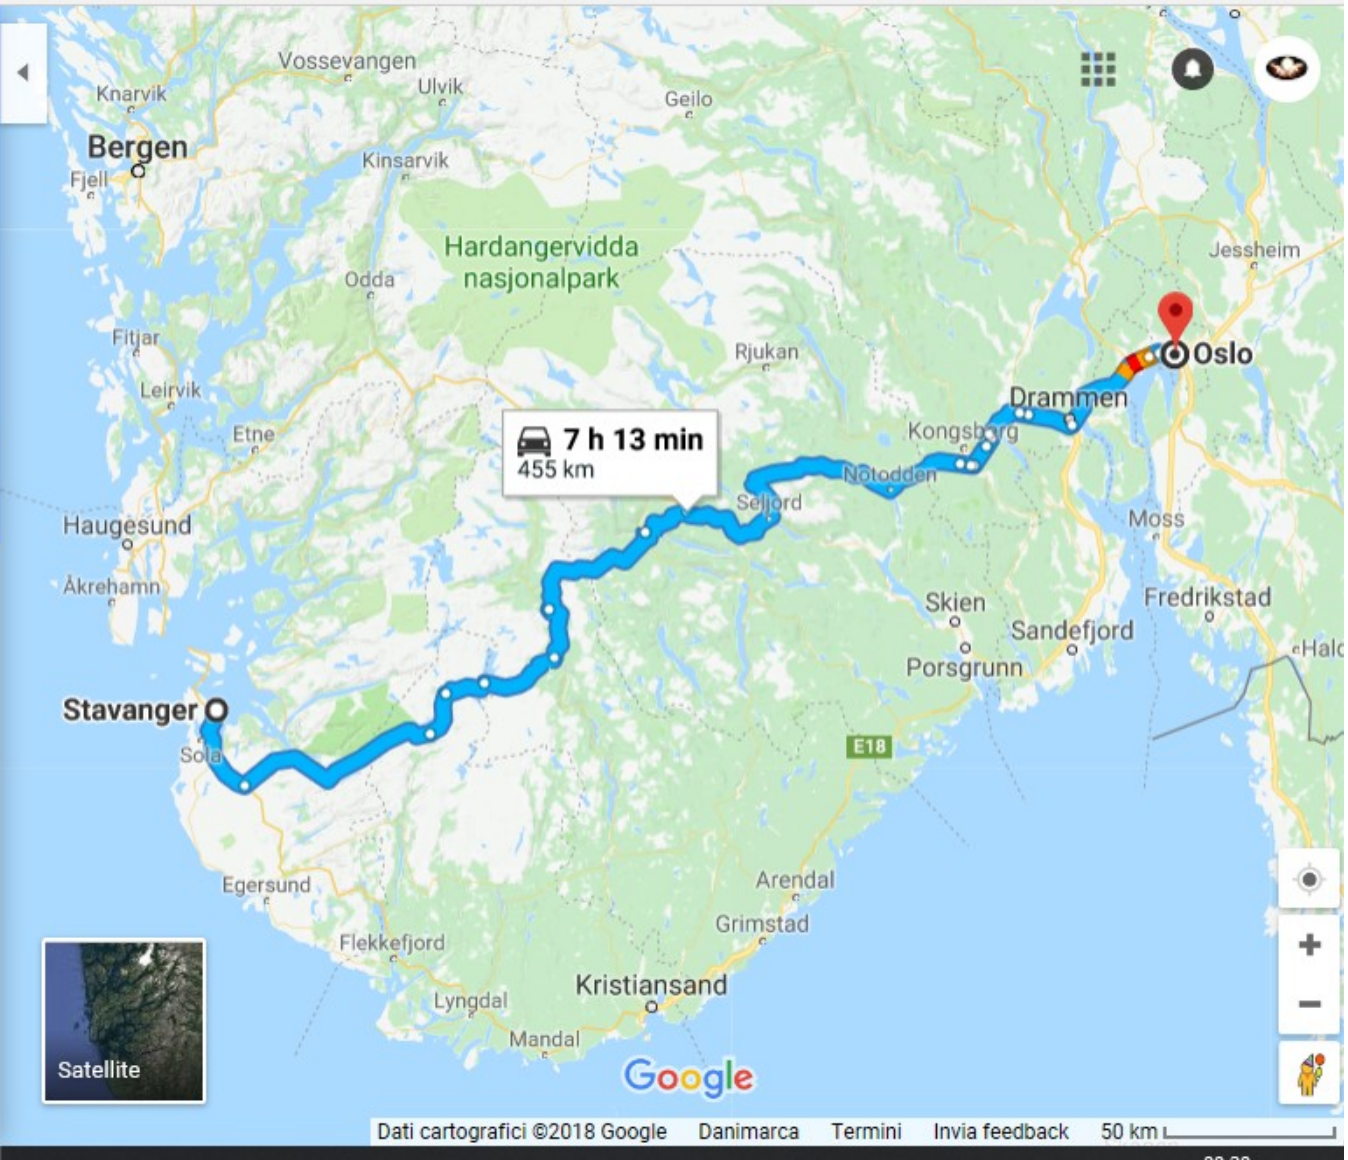 Vossevangen
Knarvik
Ulvik
Geilo
Bergen
Kinsarvik
Fjell
Hardangervidda
nasjonalpark
Jessheim
Odda
Fitjar
Rjukan
Oslo
Leirvik
Drammen
Etne
7 h 13 min
455 km
Kongsberg
Notodden
Seljord
Haugesund
Moss
Åkrehamn
Skien
Fredrikstad
Sandefjord
Hald
Porsgrunn
Stavanger
Sola
E18
Egersund
Arendal
Grimstad
Flekkefjord
Kristiansand
Lyngdal
Mandal
Satellite
Google
Dati cartografici ©2018 Google Danimarca Termini Invia feedback 50 km